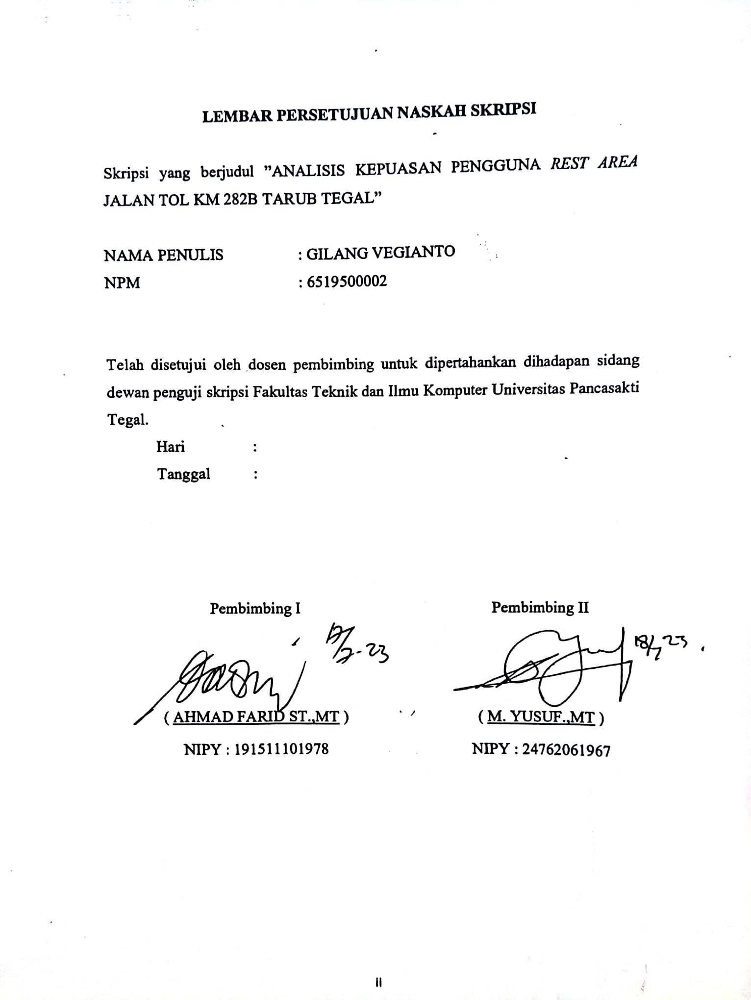 LEMBAR PERSETUJUAN NASKAH SKRIPSI
Skripsi yang berjudul ”ANALISIS KEPUASAN PENGGUNA REST AREA
JALAN TOL KM 282B TARUB TEGAL”
NAMA PENULIS : GILANG VEGIANTO
NPM : 6519500002
Telah disetujui oleh dosen pembimbing untuk dipertahankan dihadapan sidang
dewan penguji skripsi Fakultas Teknik dan Ilmu Komputer Universitas Pancasakti
Tegal.
Hari :
Tanggal :
Pembimbing I Pembimbing II
18/7 23
( AHMAD FARID ST.,MT ) ( M. YUSUF.,MT )
NIPY : 191511101978 NIPY : 24762061967
II